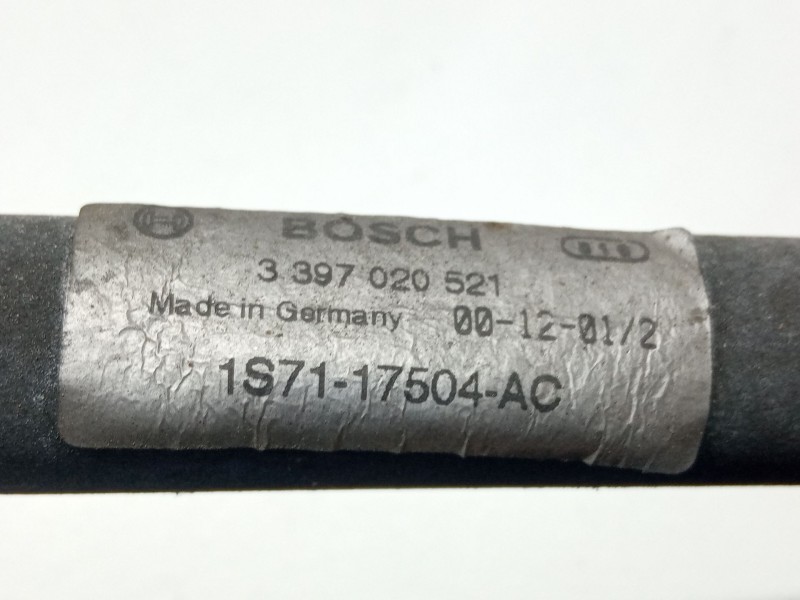 BOSCH
3 397 020 521
Made in Germany 00-12-01/2
1S71-17504-AC